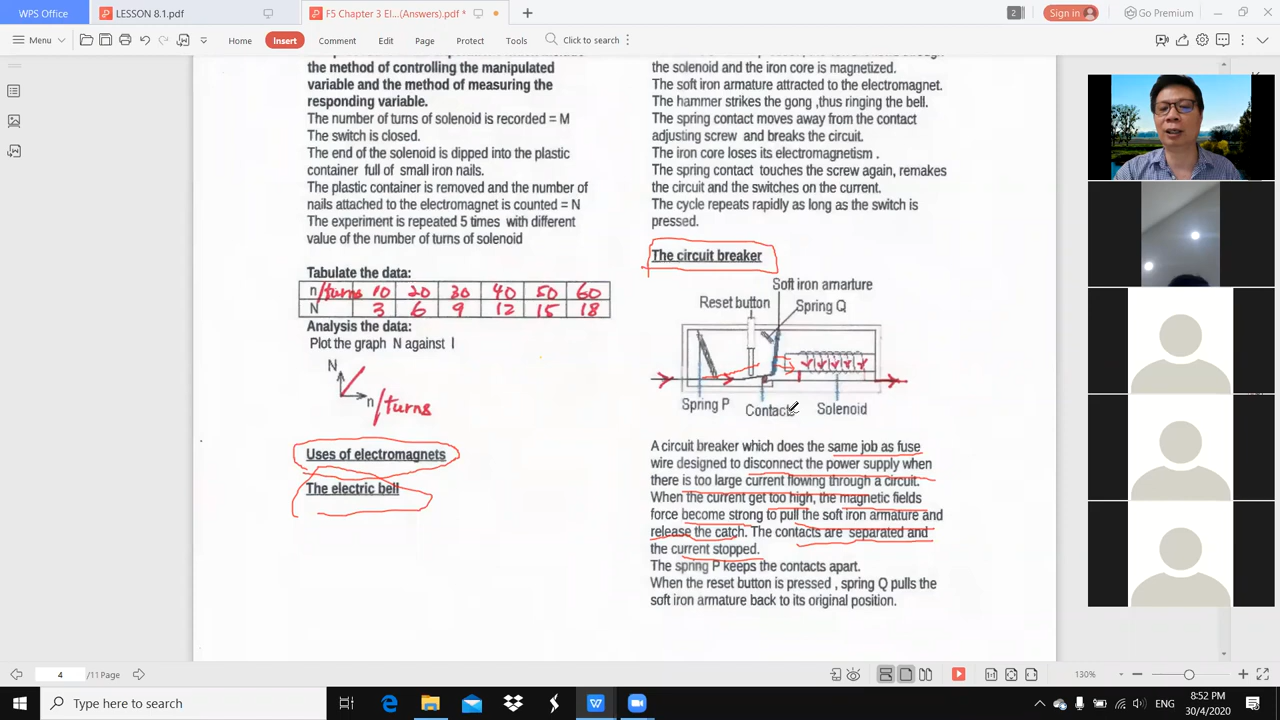 WPS Office
LESSON 8.1.pdf
F5 Chapter 3 El...(Answers).pdf *
2
Sign in
Go Premium
Menu
Home
Insert
Comment
Edit
Page
Protect
Tools
Click to search
the method of controlling the manipulated
variable and the method of measuring the
responding variable.
The number of turns of solenoid is recorded = M
The switch is closed.
The end of the solenoid is dipped into the plastic
container full of small iron nails.
The plastic container is removed and the number of
nails attached to the electromagnet is counted = N
The experiment is repeated 5 times with different
value of the number of turns of solenoid
Tabulate the data:
n/turns 10 20 30 40 50 60
N 3 6 9 12 15 18
Analysis the data:
Plot the graph N against I
N
n/turns
Uses of electromagnets
The electric bell
the solenoid and the iron core is magnetized.
The soft iron armature attracted to the electromagnet.
The hammer strikes the gong ,thus ringing the bell.
The spring contact moves away from the contact
adjusting screw and breaks the circuit.
The iron core loses its electromagnetism .
The spring contact touches the screw again, remakes
the circuit and the switches on the current.
The cycle repeats rapidly as long as the switch is
pressed.
The circuit breaker
Soft iron armarture
Reset button
Spring Q
Spring P
Contacts
Solenoid
A circuit breaker which does the same job as fuse
wire designed to disconnect the power supply when
there is too large current flowing through a circuit.
When the current get too high, the magnetic fields
force become strong to pull the soft iron armature and
release the catch. The contacts are separated and
the current stopped.
The spring P keeps the contacts apart.
When the reset button is pressed , spring Q pulls the
soft iron armature back to its original position.
4
/11 Page
130%
Type here to search
8:52 PM
30/4/2020